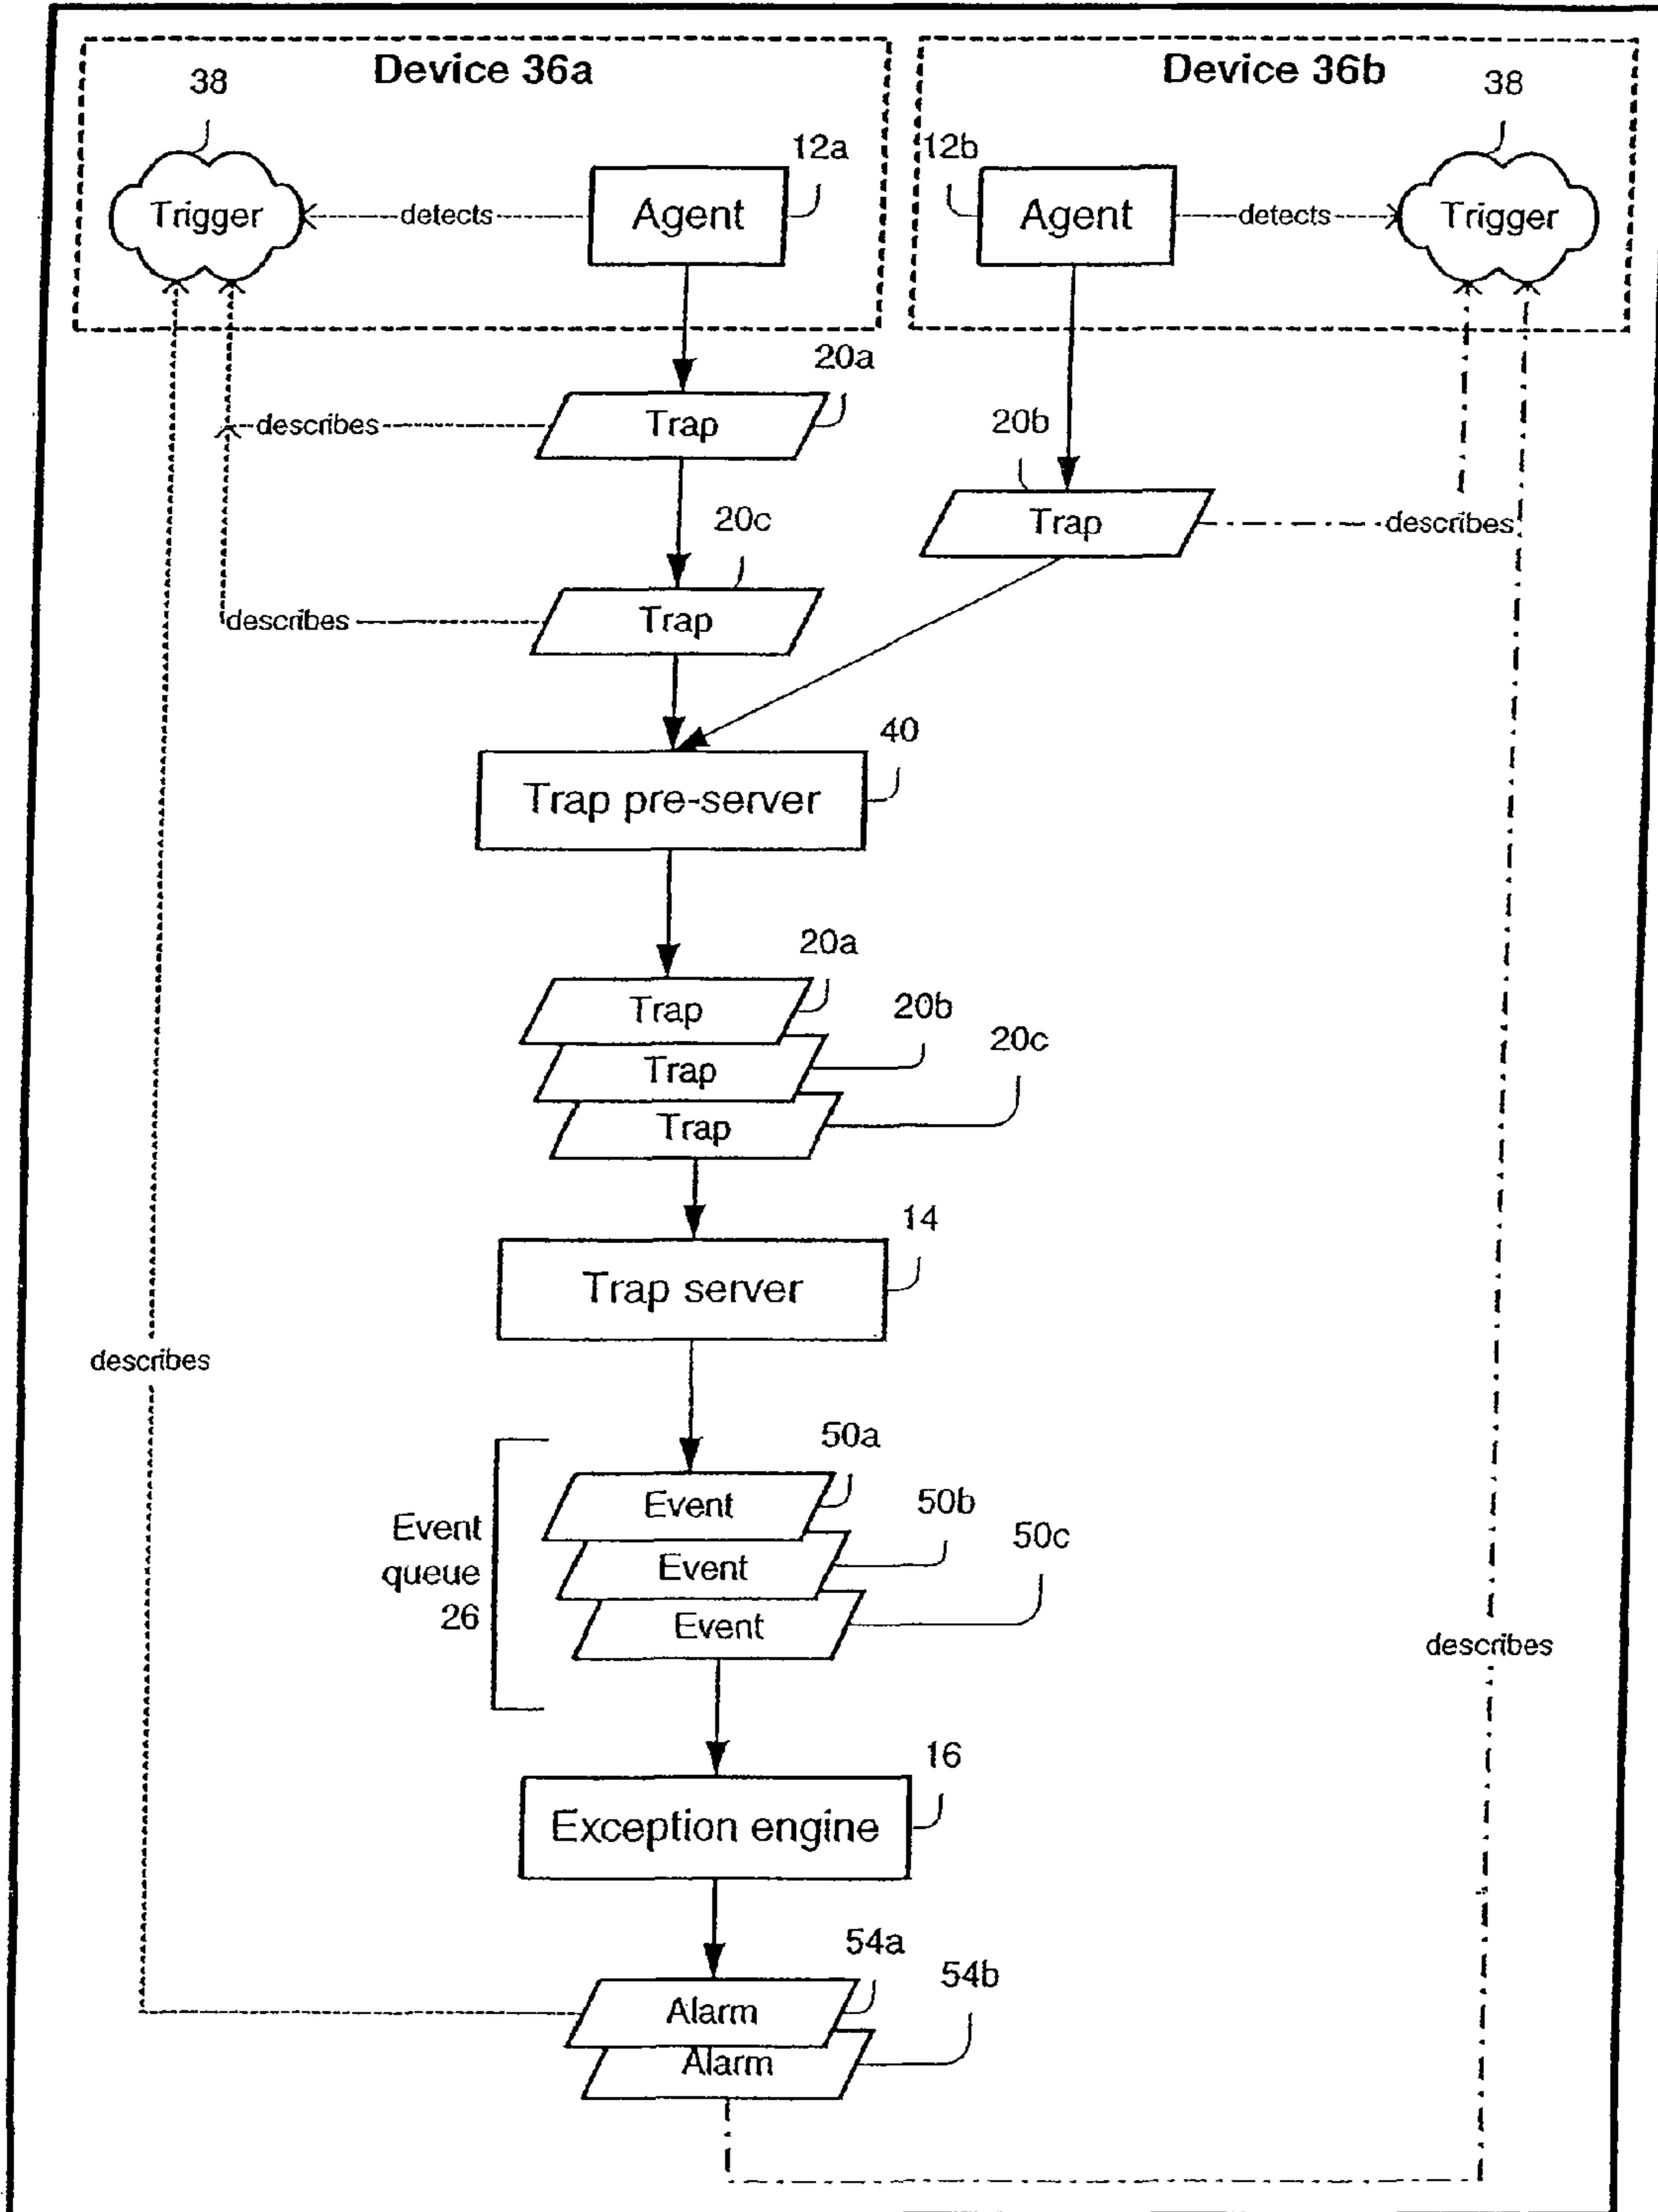 Device 36a
Device 36b
38
38
12a
12b
Trigger
detects
Agent
Agent
detects
Trigger
20a
describes
Trap
20b
20c
Trap
describes
describes
Trap
40
Trap pre-server
20a
Trap
20b
20c
Trap
Trap
14
Trap server
describes
50a
Event
50b
50c
Event
queue
26
Event
Event
describes
16
Exception engine
54a
54b
Alarm
Alarm